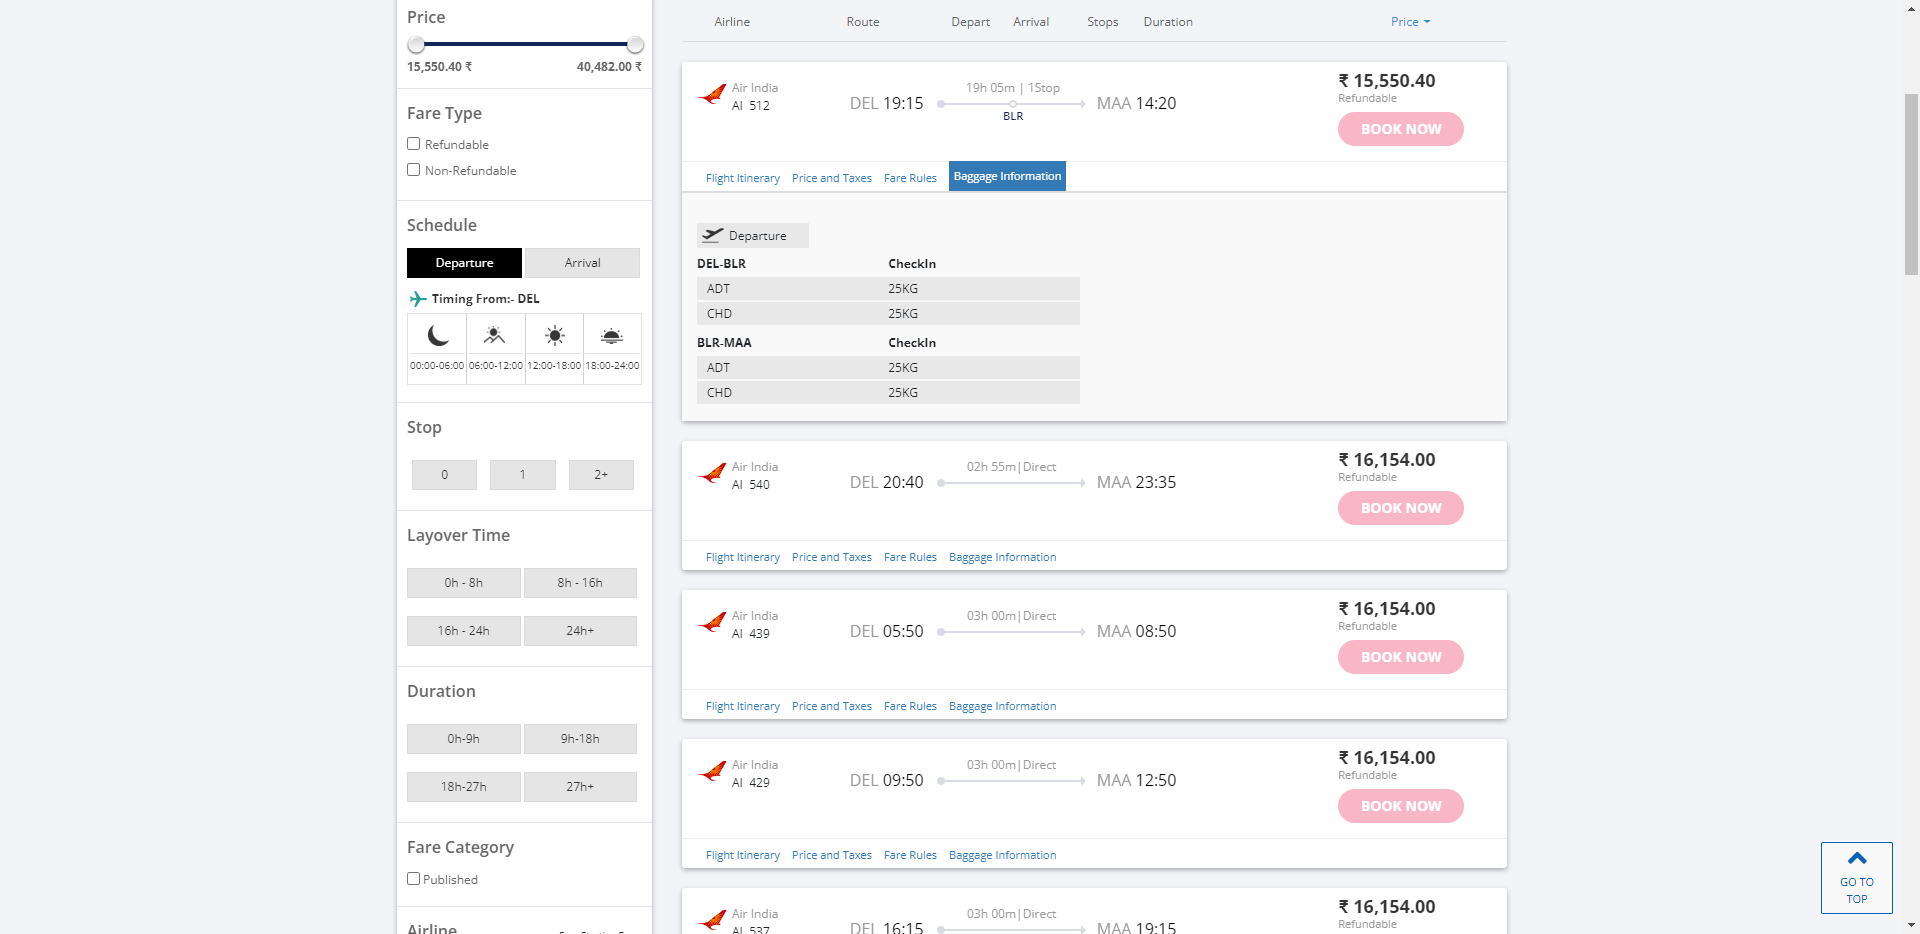 Price
15,550.40 ₹ 40,482.00 ₹
Fare Type
Refundable
Non-Refundable
Schedule
Departure Arrival
Timing From:- DEL
00:00-06:00 06:00-12:00 12:00-18:00 18:00-24:00
Stop
0 1 2+
Layover Time
0h - 8h 8h - 16h
16h - 24h 24h+
Duration
0h-9h 9h-18h
18h-27h 27h+
Fare Category
Published
Airline
Airline Route Depart Arrival Stops Duration Price
Air India
AI 512
DEL 19:15
19h 05m | 1Stop
BLR
MAA 14:20
₹ 15,550.40
Refundable
BOOK NOW
Flight Itinerary Price and Taxes Fare Rules Baggage Information
Departure
DEL-BLR CheckIn
ADT 25KG
CHD 25KG
BLR-MAA CheckIn
ADT 25KG
CHD 25KG
Air India
AI 540
DEL 20:40
02h 55m|Direct
MAA 23:35
₹ 16,154.00
Refundable
BOOK NOW
Flight Itinerary Price and Taxes Fare Rules Baggage Information
Air India
AI 439
DEL 05:50
03h 00m|Direct
MAA 08:50
₹ 16,154.00
Refundable
BOOK NOW
Flight Itinerary Price and Taxes Fare Rules Baggage Information
Air India
AI 429
DEL 09:50
03h 00m|Direct
MAA 12:50
₹ 16,154.00
Refundable
BOOK NOW
Flight Itinerary Price and Taxes Fare Rules Baggage Information
Air India
AI 537
DEL 16:15
03h 00m|Direct
MAA 19:15
₹ 16,154.00
Refundable
GO TO
TOP